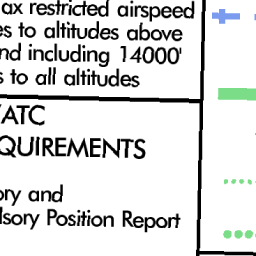 ax restricted airspeed
es to altitudes above
nd including 14000'
s to all altitudes
/ATC
QUIREMENTS
ory and
lsory Position Report